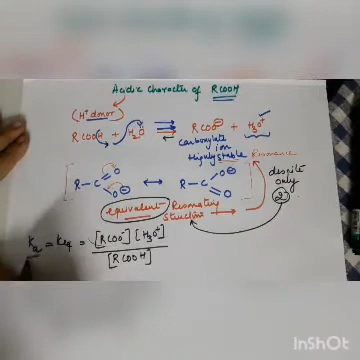 Acidic Character of RCOOH
(H⁺ donor)
RCOOH + H₂O ⇌ RCOO⊖ + H₃O⁺
Carboxylate
ion
Highly stable Resonance
R-C O O⊖ ↔ R-C O⊖ O
despite
only
2
equivalent Resonating
structure
Ka = Keq = [RCOO⁻] [H₃O⁺]
[RCOOH]
InShOt